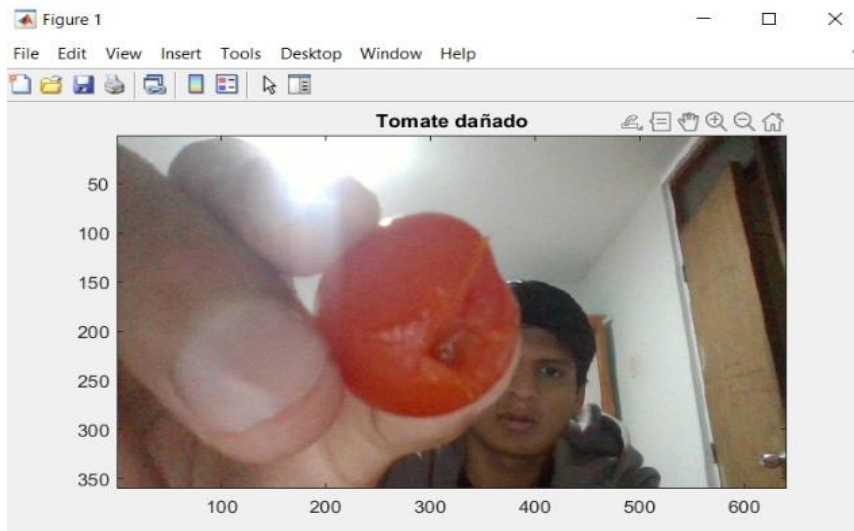 Figure 1
File Edit View Insert Tools Desktop Window Help
Tomate dañado
50
100
150
200
250
300
350
100 200 300 400 500 600